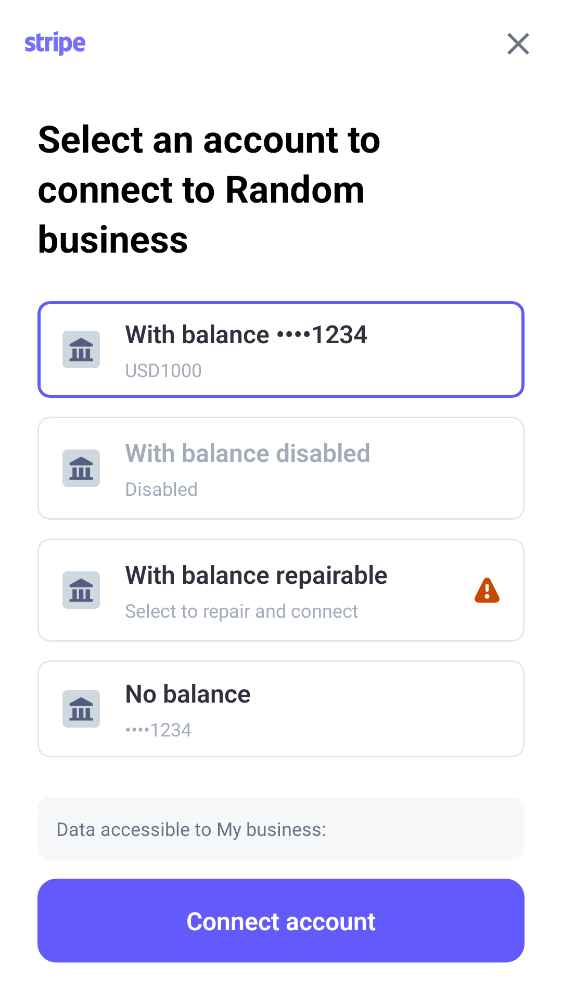 stripe
Select an account to
connect to Random
business
With balance ••••1234
USD1000
With balance disabled
Disabled
With balance repairable
Select to repair and connect
No balance
••••1234
Data accessible to My business:
Connect account